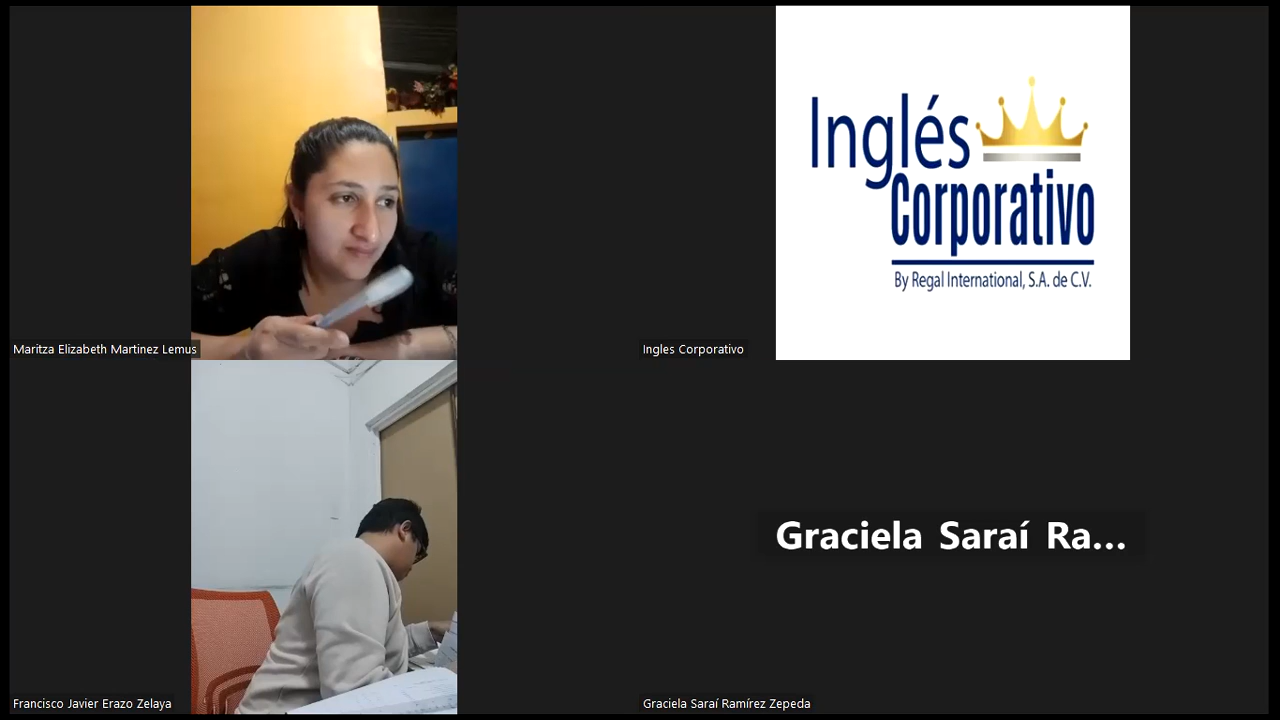 Inglés
Corporativo
By Regal International, S.A. de C.V.
Maritza Elizabeth Martinez Lemus
Ingles Corporativo
Graciela Saraí Ra...
Francisco Javier Erazo Zelaya
Graciela Saraí Ramírez Zepeda